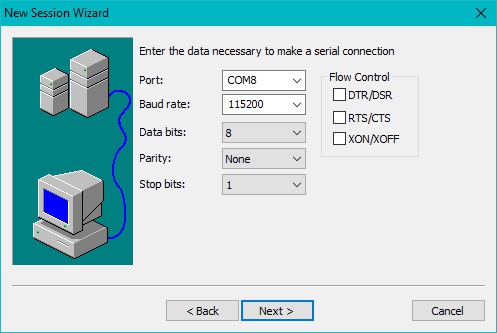 New Session Wizard
Enter the data necessary to make a serial connection
Port: COM8
Baud rate: 115200
Data bits: 8
Parity: None
Stop bits: 1
Flow Control
DTR/DSR
RTS/CTS
XON/XOFF
< Back Next > Cancel